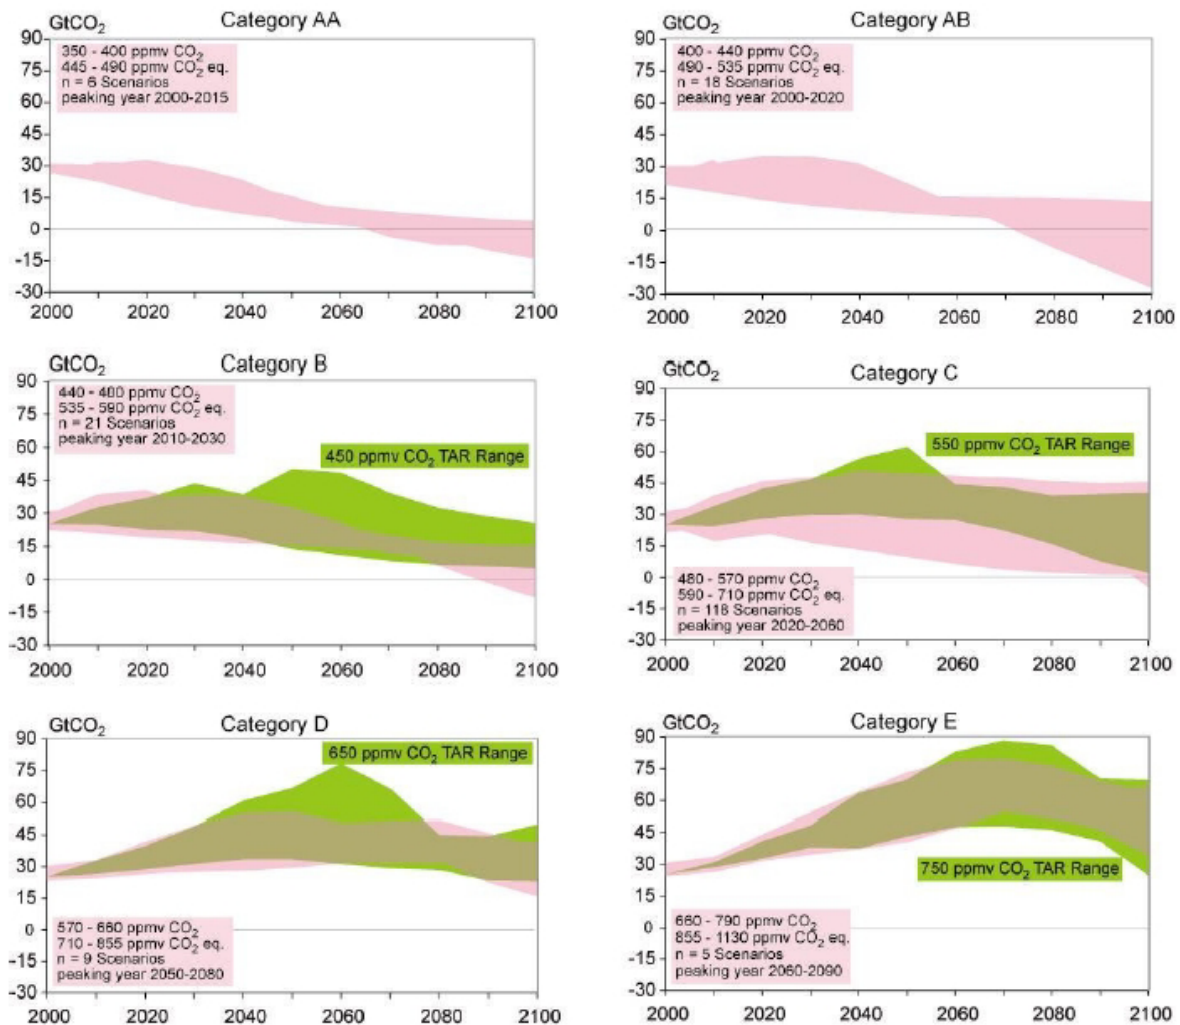 GtCO2
Category AA
90
75
60
45
30
15
0
-15
-30
350 - 400 ppmv CO2
445 - 490 ppmv CO2 eq.
n = 6 Scenarios
peaking year 2000-2015
2000 2020 2040 2060 2080 2100
GtCO2
Category AB
90
75
60
45
30
15
0
-15
-30
400 - 440 ppmv CO2
490 - 535 ppmv CO2 eq.
n = 18 Scenarios
peaking year 2000-2020
2000 2020 2040 2060 2080 2100
GtCO2
Category B
90
75
60
45
30
15
0
-15
-30
440 - 480 ppmv CO2
535 - 590 ppmv CO2 eq.
n = 21 Scenarios
peaking year 2010-2030
450 ppmv CO2 TAR Range
2000 2020 2040 2060 2080 2100
GtCO2
Category C
90
75
60
45
30
15
0
-15
-30
550 ppmv CO2 TAR Range
480 - 570 ppmv CO2
590 - 710 ppmv CO2 eq.
n = 118 Scenarios
peaking year 2020-2060
2000 2020 2040 2060 2080 2100
GtCO2
Category D
90
75
60
45
30
15
0
-15
-30
650 ppmv CO2 TAR Range
570 - 660 ppmv CO2
710 - 855 ppmv CO2 eq.
n = 9 Scenarios
peaking year 2050-2080
2000 2020 2040 2060 2080 2100
GtCO2
Category E
90
75
60
45
30
15
0
-15
-30
750 ppmv CO2 TAR Range
660 - 790 ppmv CO2
855 - 1130 ppmv CO2 eq.
n = 5 Scenarios
peaking year 2060-2090
2000 2020 2040 2060 2080 2100